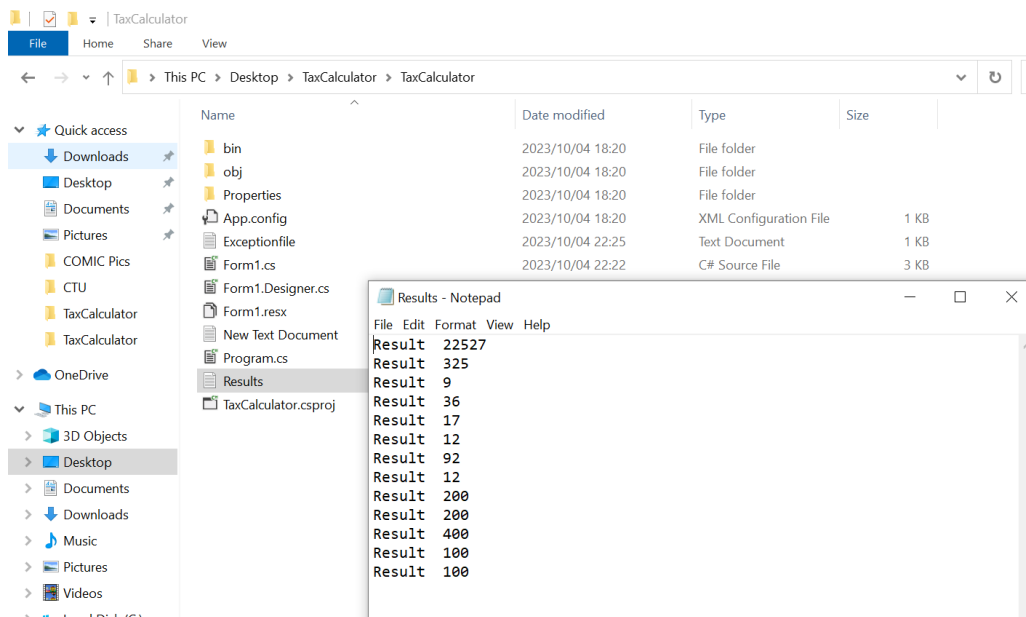 TaxCalculator
File Home Share View
This PC Desktop TaxCalculator TaxCalculator
Name Date modified Type Size
Quick access
Downloads
Desktop
Documents
Pictures
COMIC Pics
CTU
TaxCalculator
TaxCalculator
OneDrive
This PC
3D Objects
Desktop
Documents
Downloads
Music
Pictures
Videos
bin 2023/10/04 18:20 File folder
obj 2023/10/04 18:20 File folder
Properties 2023/10/04 18:20 File folder
App.config 2023/10/04 18:20 XML Configuration File 1 KB
Exceptionfile 2023/10/04 22:25 Text Document 1 KB
Form1.cs 2023/10/04 22:22 C# Source File 3 KB
Form1.Designer.cs
Form1.resx
New Text Document
Program.cs
Results
TaxCalculator.csproj
Results - Notepad
File Edit Format View Help
Result 22527
Result 325
Result 9
Result 36
Result 17
Result 12
Result 92
Result 12
Result 200
Result 200
Result 400
Result 100
Result 100